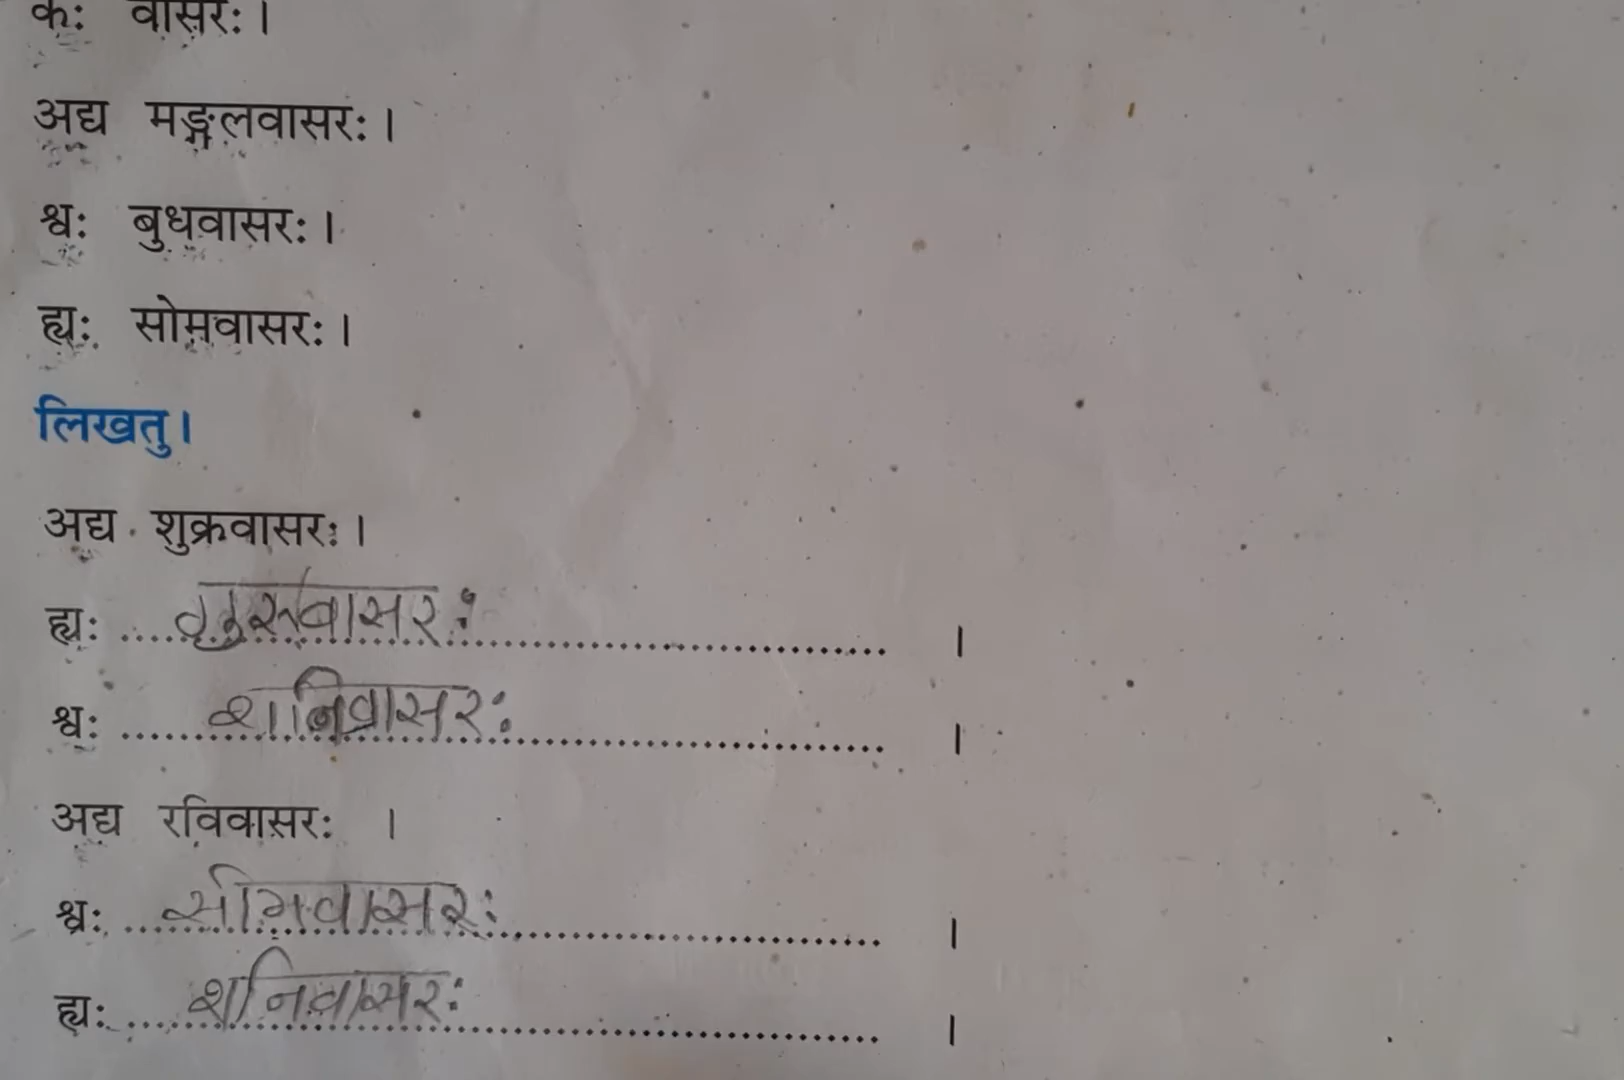 कः वासरः।
अद्य मङ्गलवासरः।
श्वः बुधवासरः।
ह्यः सोमवासरः।
लिखतु।
अद्य शुक्रवासरः।
ह्यः .... गुरुवासरः ........................ ।
श्वः .... शनिवासरः ........................ ।
अद्य रविवासरः ।
श्वः .... सोमवासरः ........................ ।
ह्यः .... शनिवासरः ........................ ।